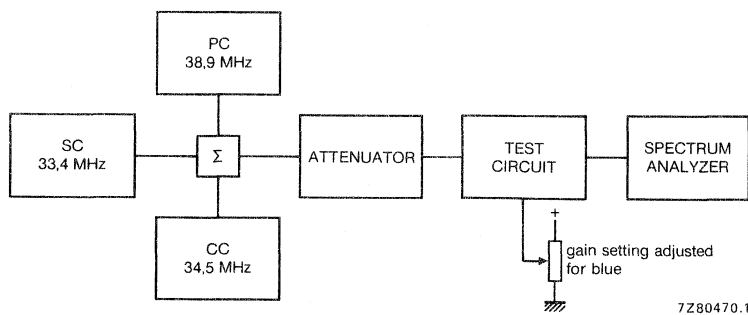 PC
38,9 MHz
SC
33,4 MHz
Σ
ATTENUATOR
TEST
CIRCUIT
SPECTRUM
ANALYZER
CC
34,5 MHz
+
gain setting adjusted
for blue
7Z80470.1